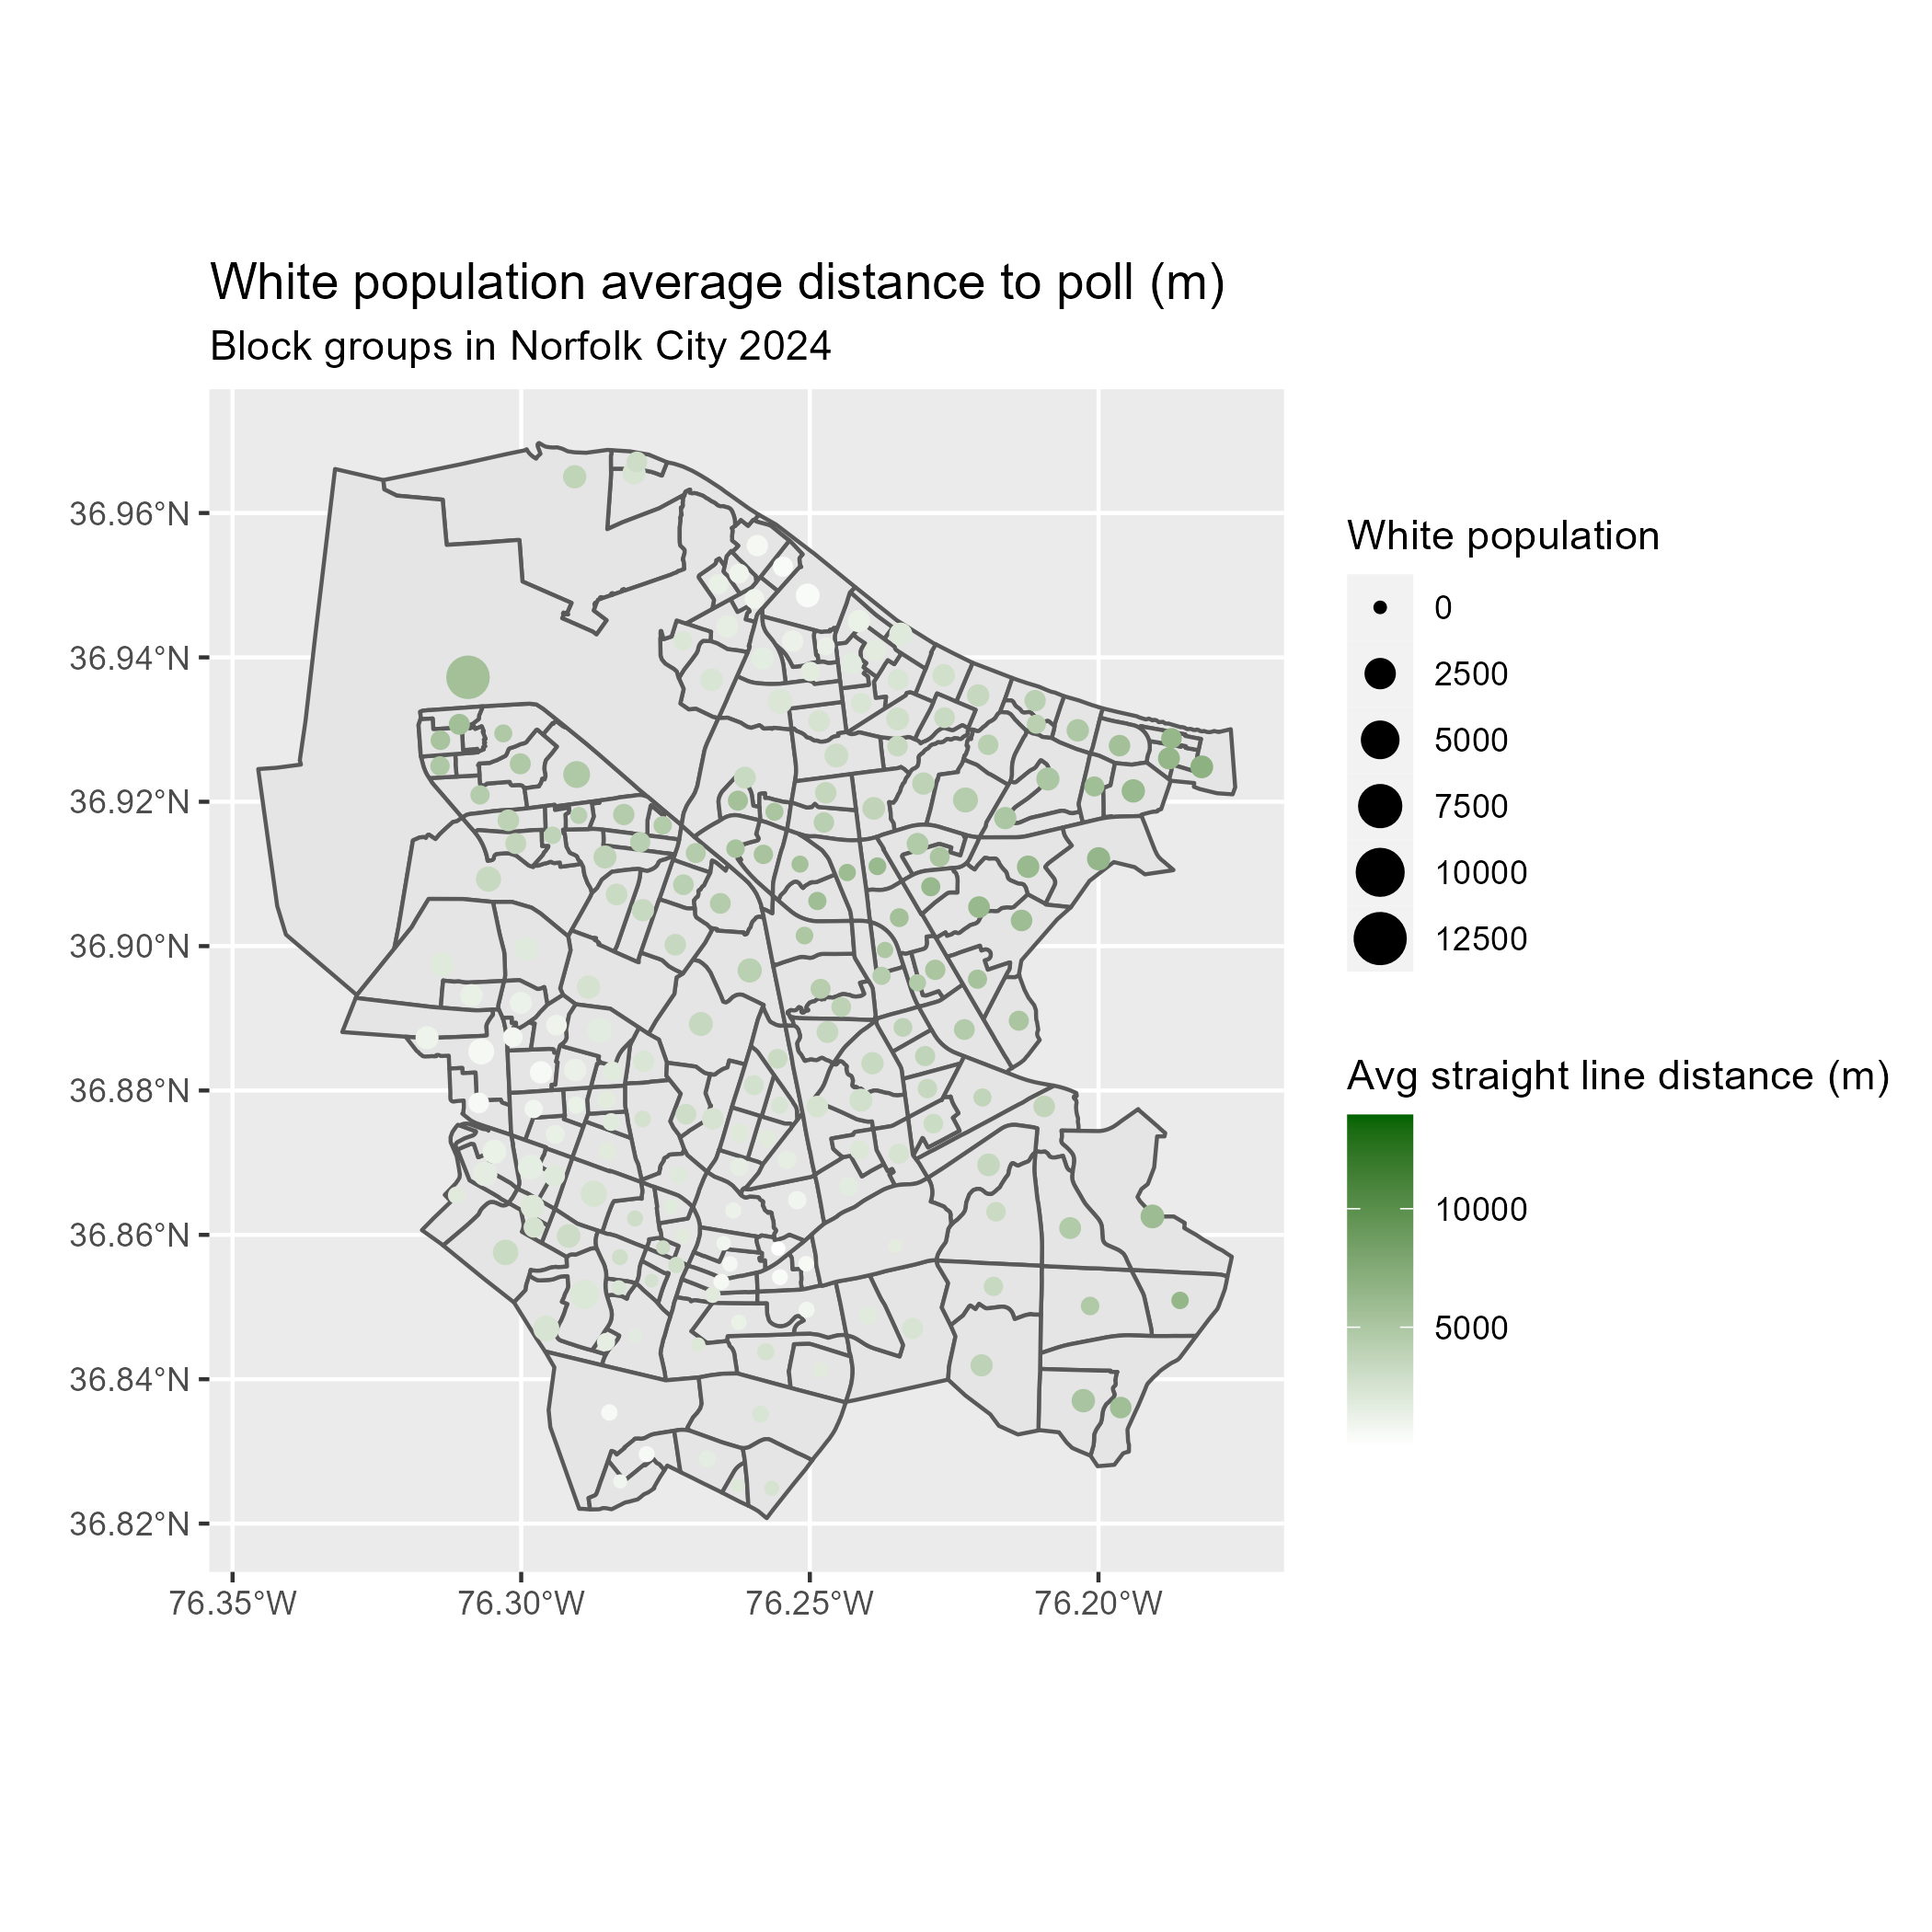 White population average distance to poll (m)
Block groups in Norfolk City 2024
36.96°N
36.94°N
36.92°N
36.90°N
36.88°N
36.86°N
36.84°N
36.82°N
76.35°W
76.30°W
76.25°W
76.20°W
White population
0
2500
5000
7500
10000
12500
Avg straight line distance (m)
10000
5000